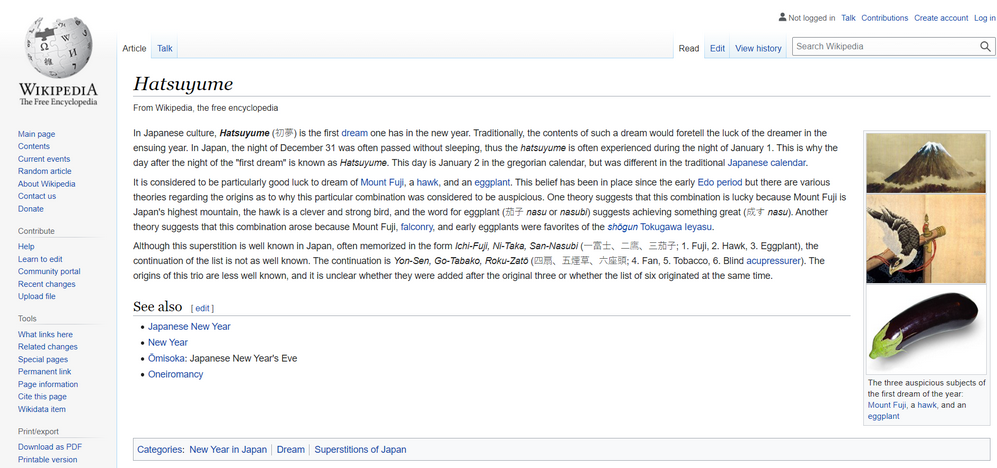 Not logged in Talk Contributions Create account Log in
Article Talk Read Edit View history Search Wikipedia
WIKIPEDIA
The Free Encyclopedia
Main page
Contents
Current events
Random article
About Wikipedia
Contact us
Donate
Contribute
Help
Learn to edit
Community portal
Recent changes
Upload file
Tools
What links here
Related changes
Special pages
Permanent link
Page information
Cite this page
Wikidata item
Print/export
Download as PDF
Printable version
Hatsuyume
From Wikipedia, the free encyclopedia
In Japanese culture, Hatsuyume (初夢) is the first dream one has in the new year. Traditionally, the contents of such a dream would foretell the luck of the dreamer in the
ensuing year. In Japan, the night of December 31 was often passed without sleeping, thus the hatsuyume is often experienced during the night of January 1. This is why the
day after the night of the "first dream" is known as Hatsuyume. This day is January 2 in the gregorian calendar, but was different in the traditional Japanese calendar.
It is considered to be particularly good luck to dream of Mount Fuji, a hawk, and an eggplant. This belief has been in place since the early Edo period but there are various
theories regarding the origins as to why this particular combination was considered to be auspicious. One theory suggests that this combination is lucky because Mount Fuji is
Japan's highest mountain, the hawk is a clever and strong bird, and the word for eggplant (茄子 nasu or nasubi) suggests achieving something great (成す nasu). Another
theory suggests that this combination arose because Mount Fuji, falconry, and early eggplants were favorites of the shōgun Tokugawa Ieyasu.
Although this superstition is well known in Japan, often memorized in the form Ichi-Fuji, Ni-Taka, San-Nasubi (一富士、二鷹、三茄子; 1. Fuji, 2. Hawk, 3. Eggplant), the
continuation of the list is not as well known. The continuation is Yon-Sen, Go-Tabako, Roku-Zatō (四扇、五煙草、六座頭; 4. Fan, 5. Tobacco, 6. Blind acupressurer). The
origins of this trio are less well known, and it is unclear whether they were added after the original three or whether the list of six originated at the same time.
See also [ edit ]
• Japanese New Year
• New Year
• Ōmisoka: Japanese New Year's Eve
• Oneiromancy
The three auspicious subjects of
the first dream of the year:
Mount Fuji, a hawk, and an
eggplant
Categories: New Year in Japan | Dream | Superstitions of Japan